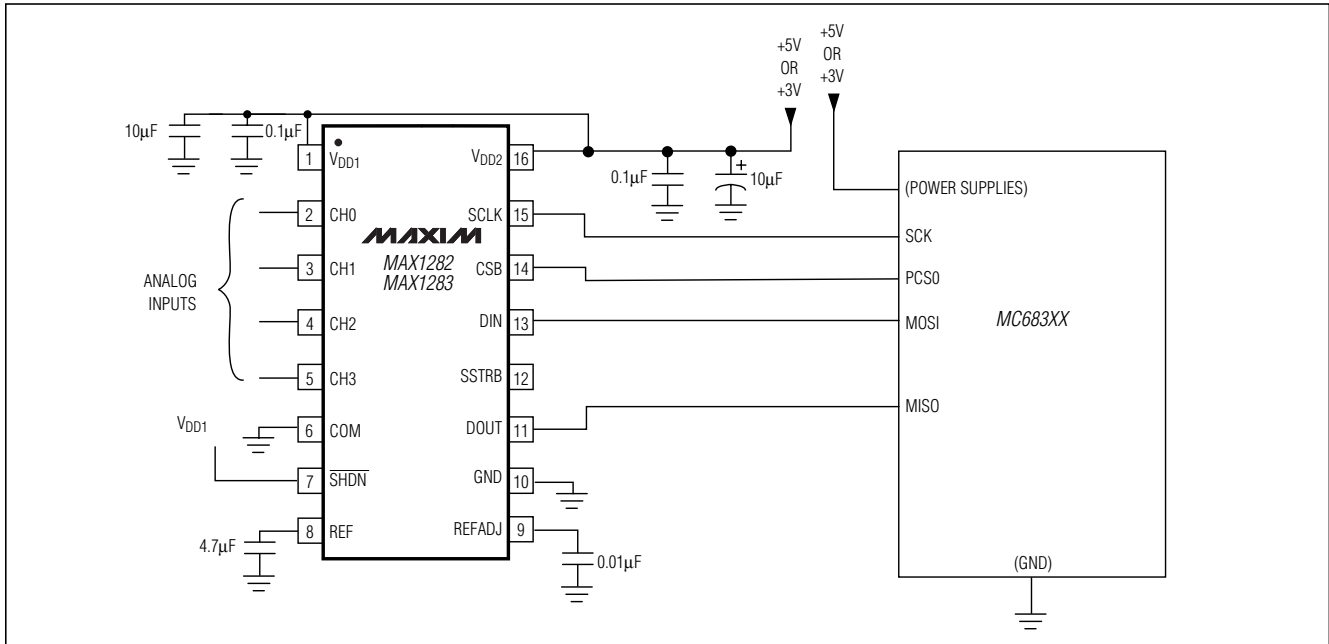 +5V
OR
+3V
+5V
OR
+3V
10μF
0.1μF
1
VDD1
VDD2
16
0.1μF
+
10μF
(POWER SUPPLIES)
2
CH0
SCLK
15
SCK
MAXIM
MAX1282
MAX1283
3
CH1
CSB
14
PCS0
ANALOG
INPUTS
4
CH2
DIN
13
MOSI
MC683XX
5
CH3
SSTRB
12
VDD1
6
COM
DOUT
11
MISO
7
SHDN
GND
10
8
REF
REFADJ
9
4.7μF
0.01μF
(GND)